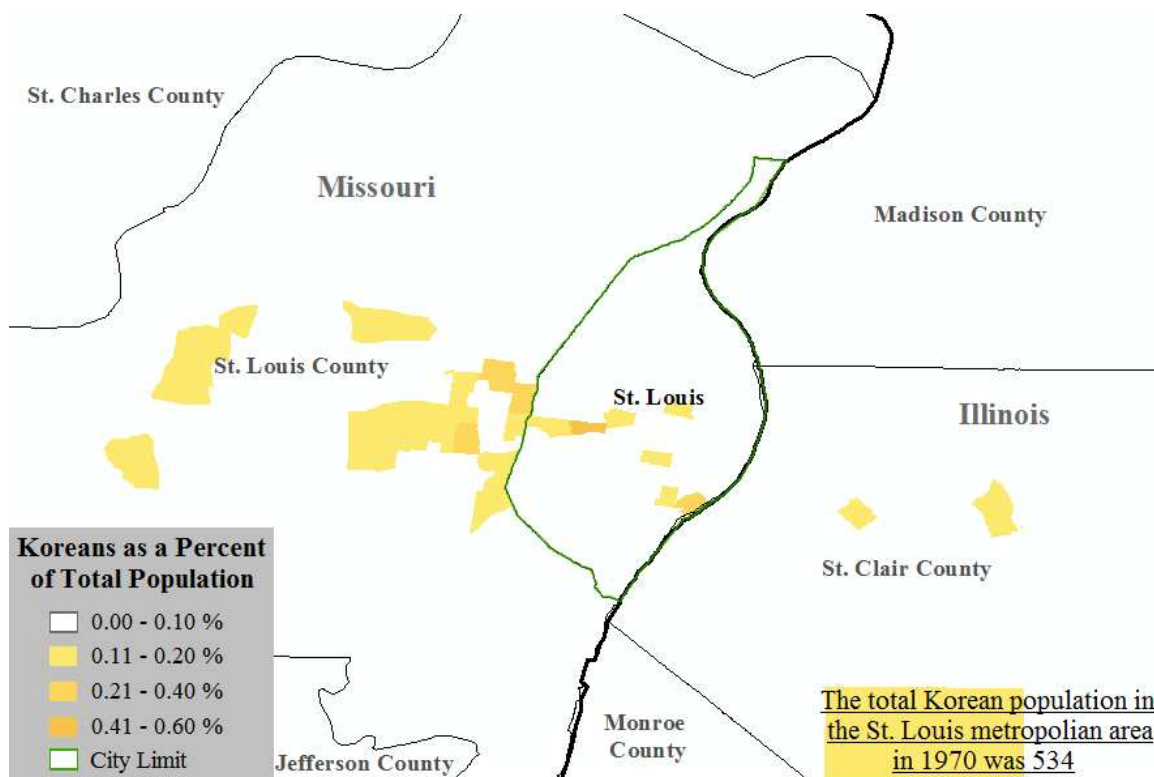 St. Charles County
Missouri
Madison County
St. Louis County
St. Louis
Illinois
St. Clair County
Koreans as a Percent
of Total Population
0.00 - 0.10 %
0.11 - 0.20 %
0.21 - 0.40 %
0.41 - 0.60 %
City Limit
Jefferson County
Monroe
County
The total Korean population in
the St. Louis metropolian area
in 1970 was 534